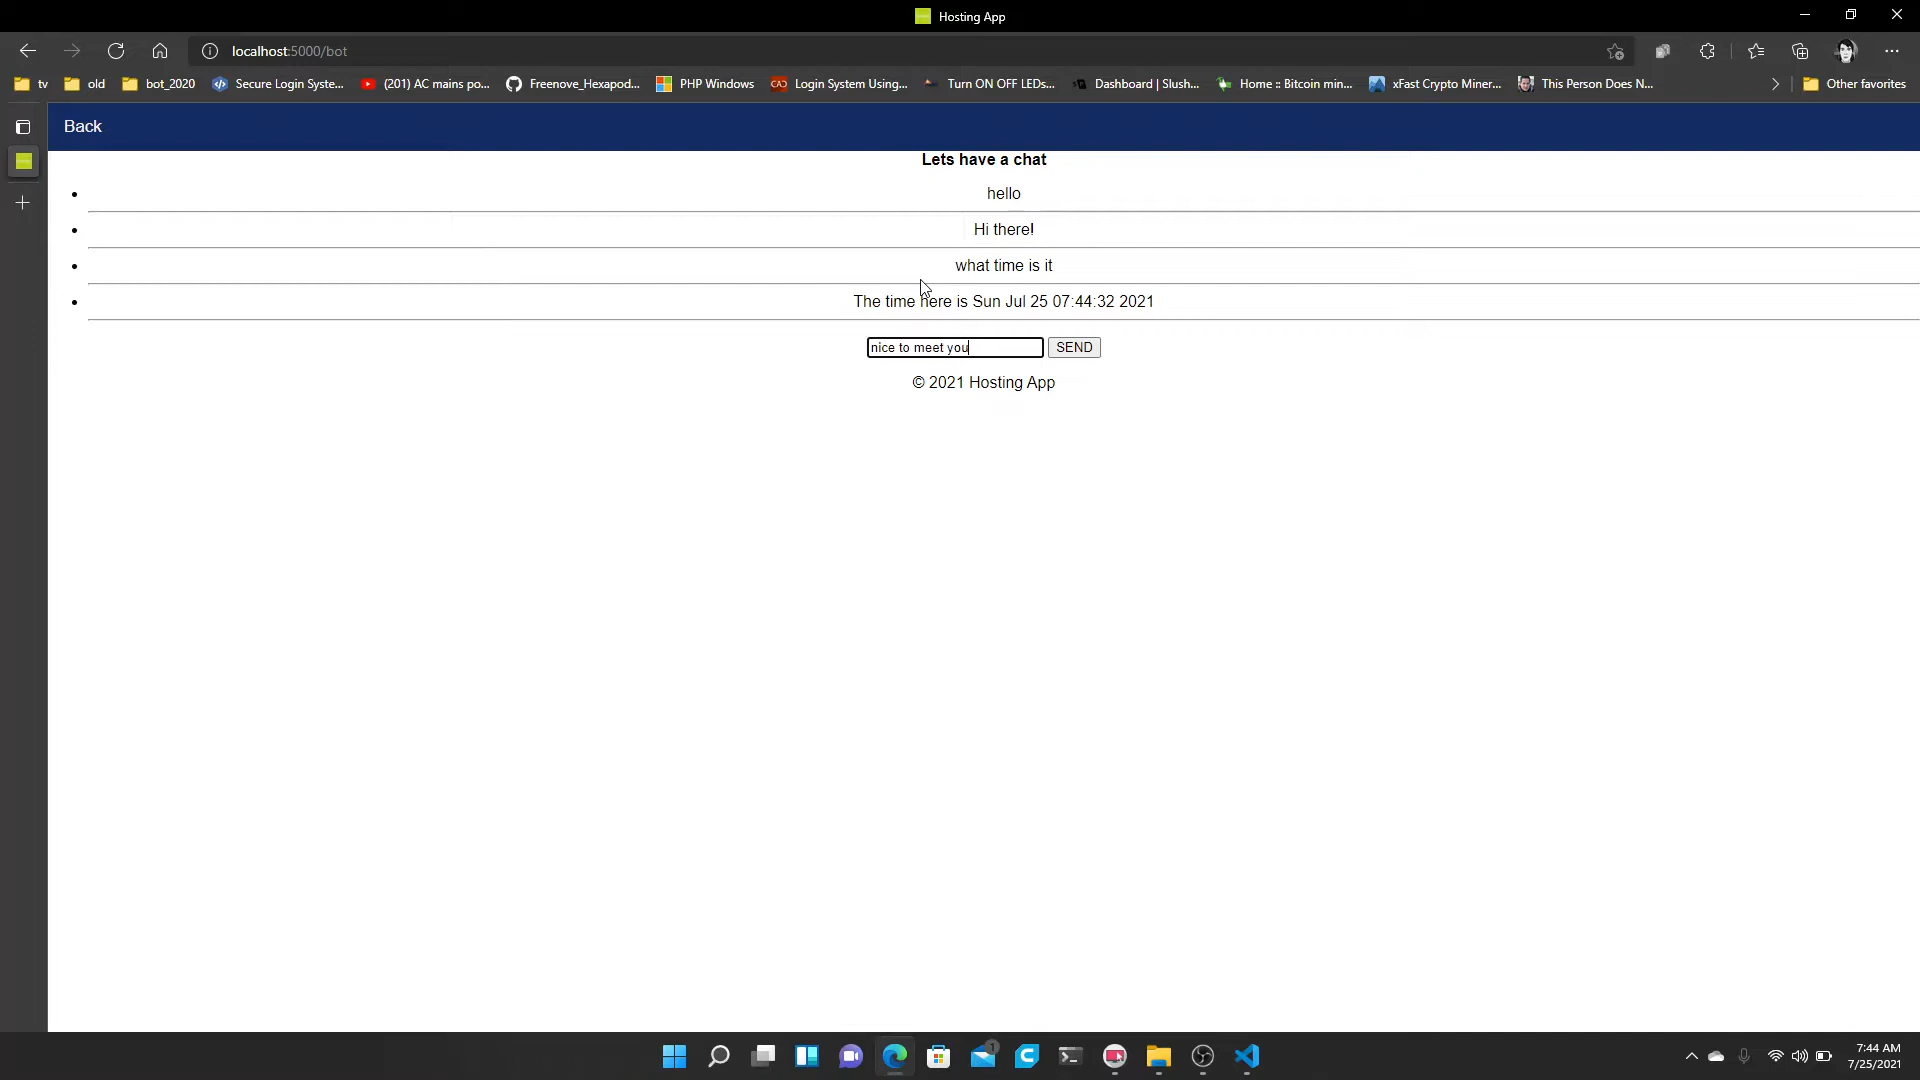 Hosting App
localhost:5000/bot
tv old bot_2020 Secure Login Syste... (201) AC mains po... Freenove_Hexapod... PHP Windows CAD Login System Using... Turn ON OFF LEDs... Dashboard | Slush... Home :: Bitcoin min... xFast Crypto Miner... This Person Does N... Other favorites
Back
Lets have a chat
hello
Hi there!
what time is it
The time here is Sun Jul 25 07:44:32 2021
nice to meet you SEND
© 2021 Hosting App
1
7:44 AM
7/25/2021